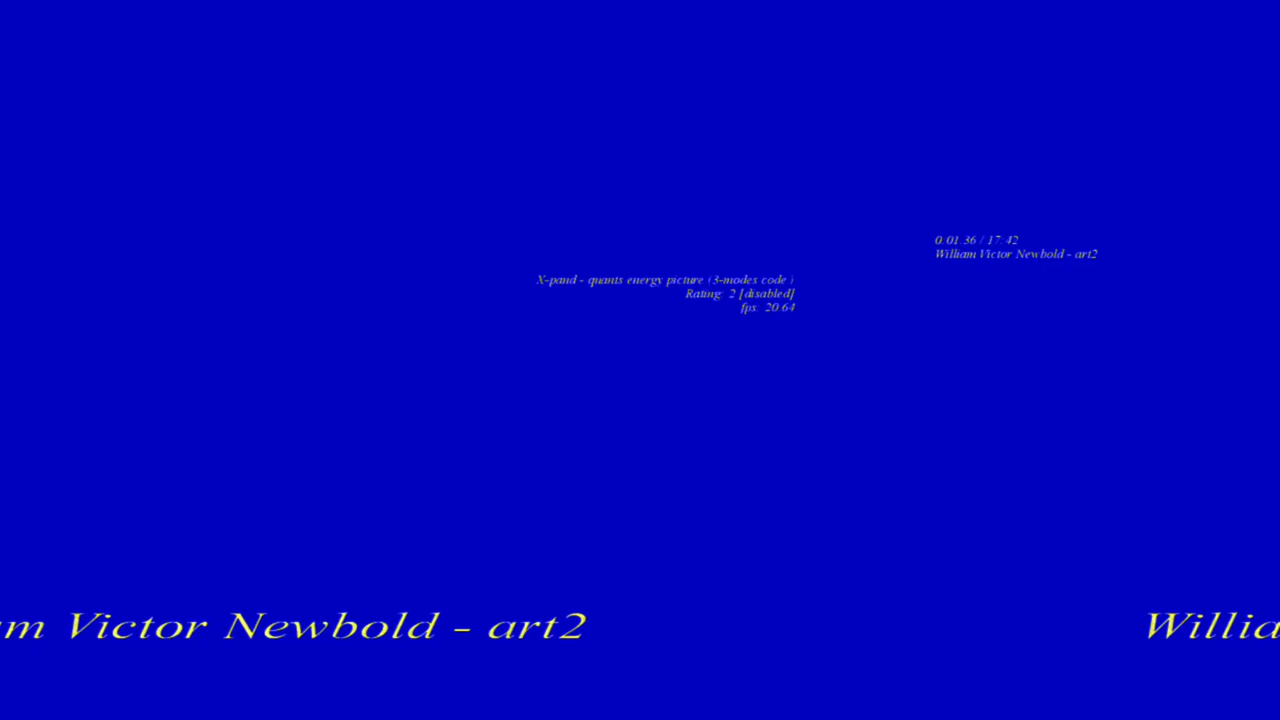 0:01:36 / 17:42
William Victor Newbold - art2
X-pand - quants energy picture (3-modes code )
Rating: 2 [disabled]
fps: 20.64
am Victor Newbold - art2
Willia